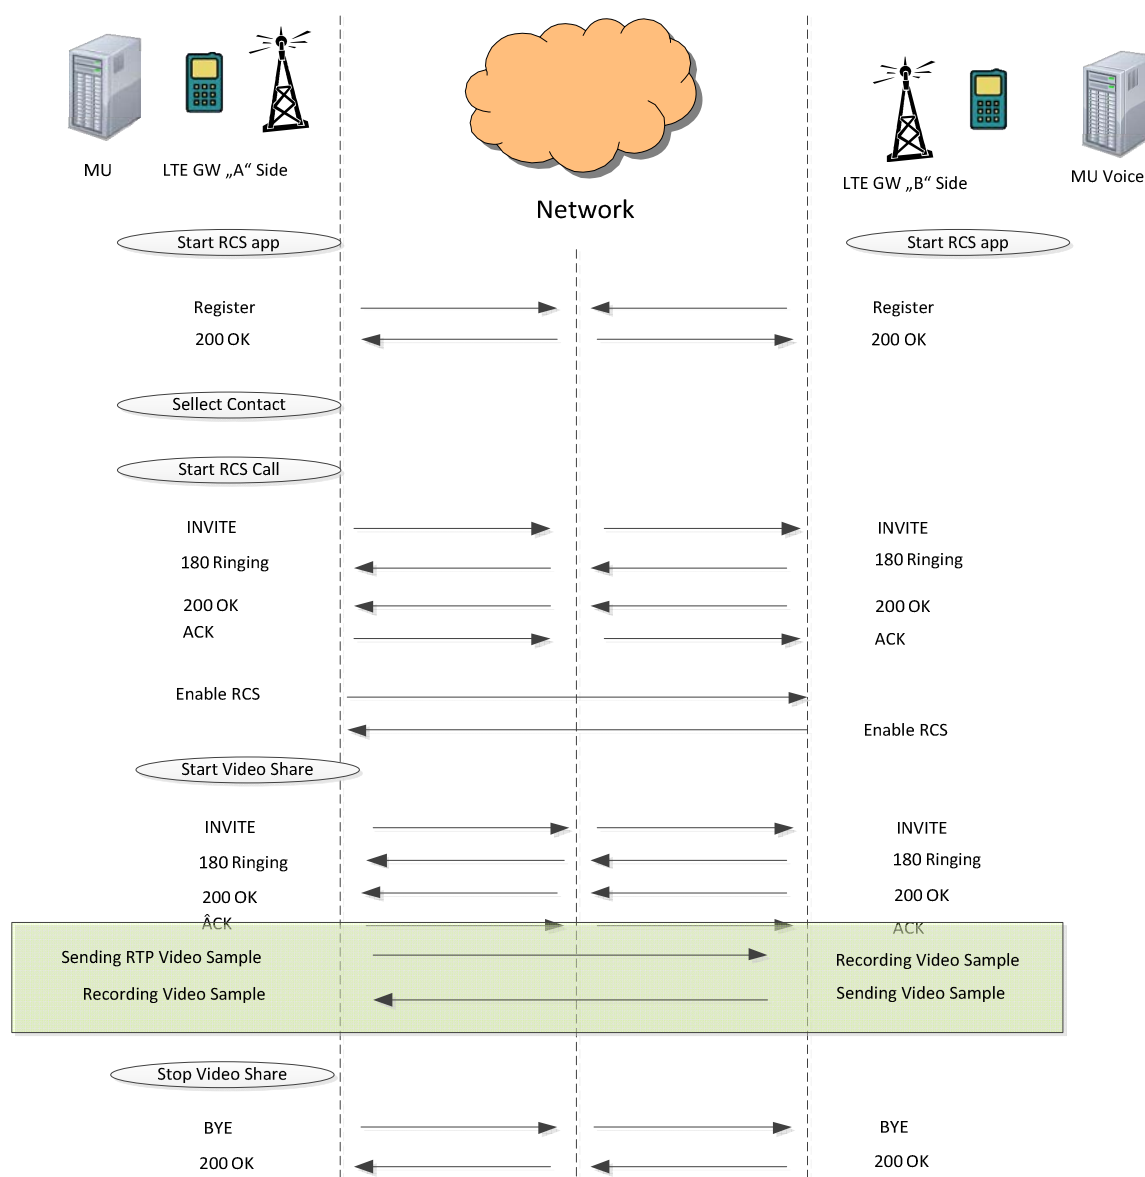 MU
LTE GW „A“ Side
LTE GW „B“ Side
MU Voice
Network
Start RCS app
Start RCS app
Register
Register
200 OK
200 OK
Sellect Contact
Start RCS Call
INVITE
INVITE
180 Ringing
180 Ringing
200 OK
200 OK
ACK
ACK
Enable RCS
Enable RCS
Start Video Share
INVITE
INVITE
180 Ringing
180 Ringing
200 OK
200 OK
ÂCK
ACK
Sending RTP Video Sample
Recording Video Sample
Recording Video Sample
Sending Video Sample
Stop Video Share
BYE
BYE
200 OK
200 OK